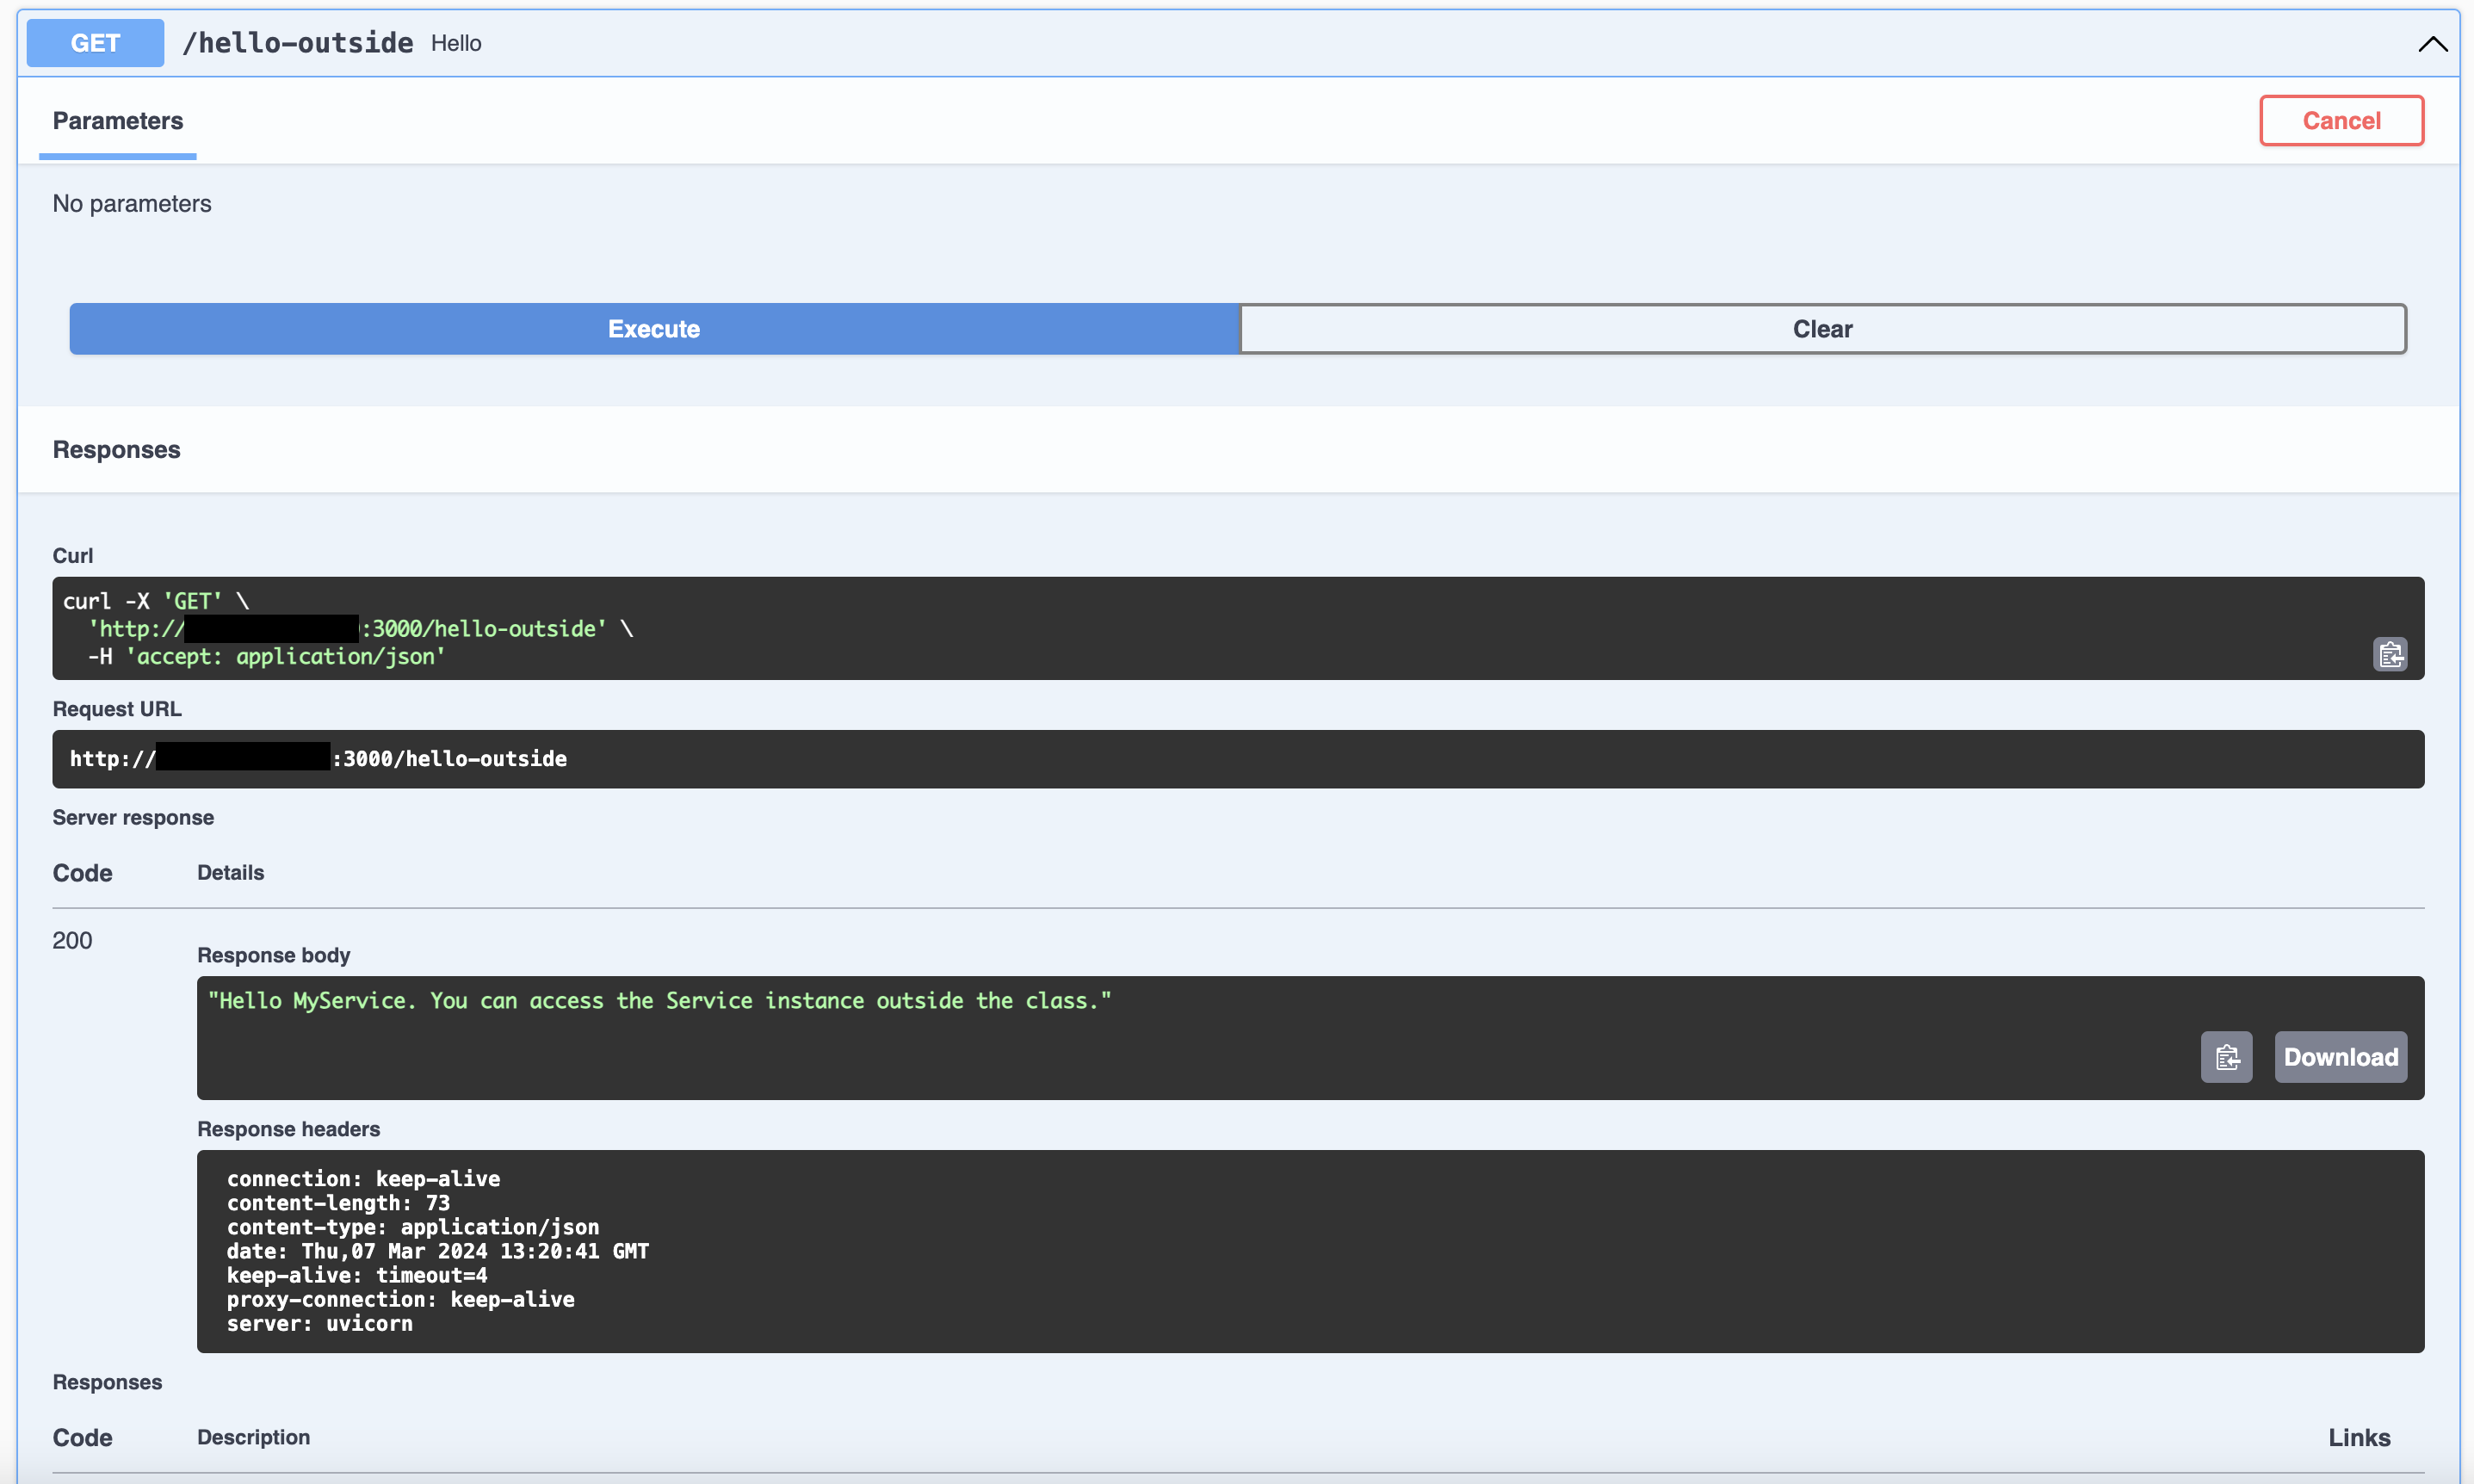 GET /hello-outside Hello
Parameters
Cancel
No parameters
Execute
Clear
Responses
Curl
curl -X 'GET' \
'http://:3000/hello-outside' \
-H 'accept: application/json'
Request URL
http://:3000/hello-outside
Server response
Code Details
200
Response body
"Hello MyService. You can access the Service instance outside the class."
Download
Response headers
connection: keep-alive
content-length: 73
content-type: application/json
date: Thu,07 Mar 2024 13:20:41 GMT
keep-alive: timeout=4
proxy-connection: keep-alive
server: uvicorn
Responses
Code Description Links